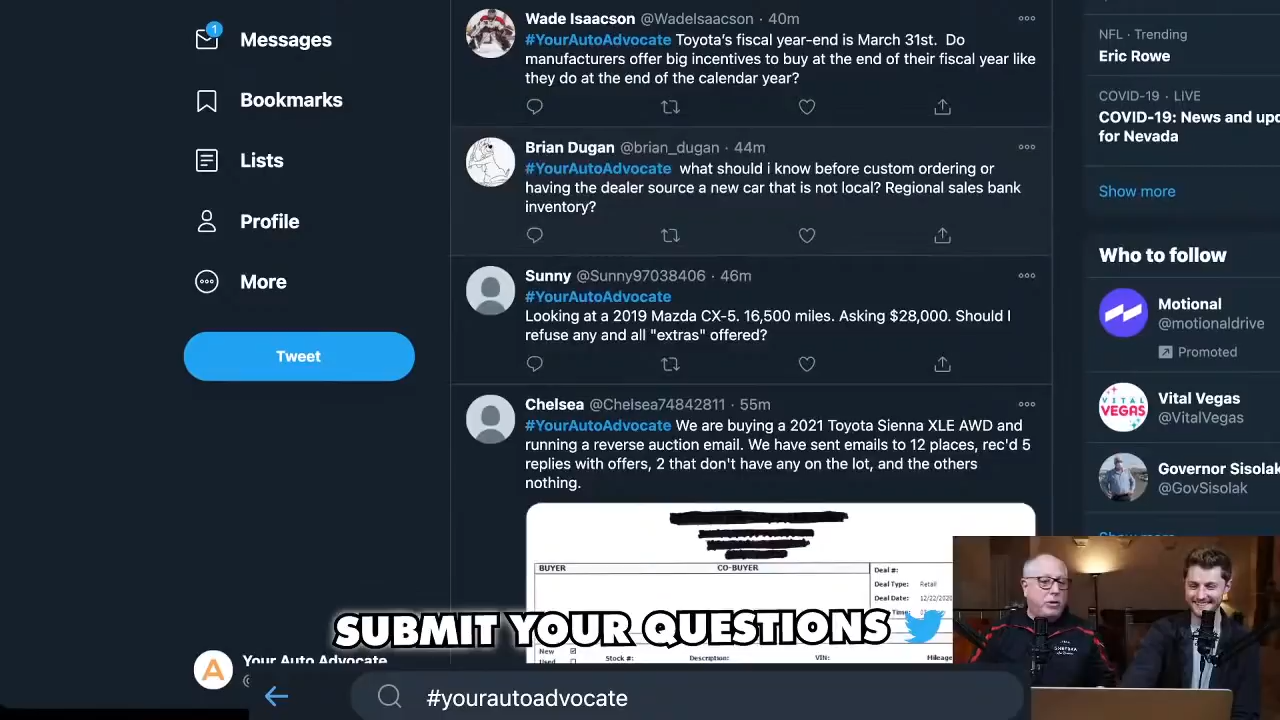 1
Messages
Bookmarks
Lists
Profile
More
Tweet
Your Auto Advocate
Wade Isaacson @WadeIsaacson · 40m
#YourAutoAdvocate Toyota's fiscal year-end is March 31st. Do
manufacturers offer big incentives to buy at the end of their fiscal year like
they do at the end of the calendar year?
Brian Dugan @brian_dugan · 44m
#YourAutoAdvocate what should i know before custom ordering or
having the dealer source a new car that is not local? Regional sales bank
inventory?
Sunny @Sunny97038406 · 46m
#YourAutoAdvocate
Looking at a 2019 Mazda CX-5. 16,500 miles. Asking $28,000. Should I
refuse any and all "extras" offered?
Chelsea @Chelsea74842811 · 55m
#YourAutoAdvocate We are buying a 2021 Toyota Sienna XLE AWD and
running a reverse auction email. We have sent emails to 12 places, rec'd 5
replies with offers, 2 that don't have any on the lot, and the others
nothing.
BUYER CO-BUYER
Deal #:
Deal Type: Retail
Deal Date:
Time:
New
Used
Stock #: Description: VIN: Mileage
NFL · Trending
Eric Rowe
COVID-19 · LIVE
COVID-19: News and
for Nevada
Show more
Who to follow
Motional
@motionaldrive
Promoted
VITAL
VEGAS
Vital Vegas
@VitalVegas
Governor Sisolak
@GovSisolak
SUBMIT YOUR QUESTIONS
#yourautoadvocate